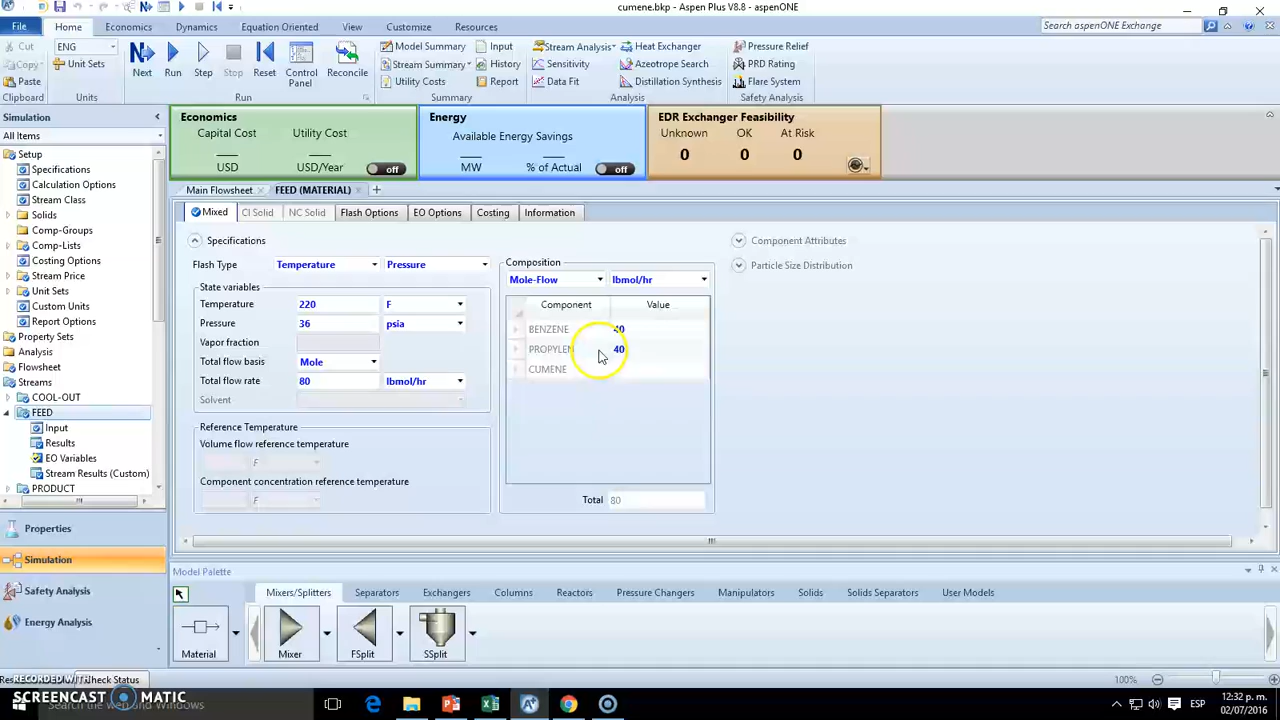 cumene.bkp - Aspen Plus V8.8 - aspenONE
File Home Economics Dynamics Equation Oriented View Customize Resources Search aspenONE Exchange
Cut ENG Model Summary Input Stream Analysis Heat Exchanger Pressure Relief
Copy Unit Sets Next Run Step Stop Reset Control Panel Reconcile Stream Summary History Sensitivity Azeotrope Search PRD Rating
Paste Utility Costs Report Data Fit Distillation Synthesis Flare System
Clipboard Units Run Summary Analysis Safety Analysis
Simulation
All Items
Economics
Capital Cost Utility Cost
USD USD/Year off
Energy
Available Energy Savings
MW % of Actual off
EDR Exchanger Feasibility
Unknown OK At Risk
0 0 0
Setup
Specifications
Calculation Options
Stream Class
Solids
Comp-Groups
Comp-Lists
Costing Options
Stream Price
Unit Sets
Custom Units
Report Options
Property Sets
Analysis
Flowsheet
Streams
COOL-OUT
FEED
Input
Results
EO Variables
Stream Results (Custom)
PRODUCT
Properties
Simulation
Safety Analysis
Energy Analysis
Main Flowsheet FEED (MATERIAL) +
Mixed CI Solid NC Solid Flash Options EO Options Costing Information
Specifications
Flash Type Temperature Pressure
State variables
Temperature 220 F
Pressure 36 psia
Vapor fraction
Total flow basis Mole
Total flow rate 80 lbmol/hr
Solvent
Reference Temperature
Volume flow reference temperature
F
Component concentration reference temperature
F
Composition
Mole-Flow lbmol/hr
Component Value
BENZENE 40
PROPYLEN 40
CUMENE
Total 80
Component Attributes
Particle Size Distribution
Model Palette
Mixers/Splitters Separators Exchangers Columns Reactors Pressure Changers Manipulators Solids Solids Separators User Models
Material Mixer FSplit SSplit
RECORDED WITH
Check Status 100%
SCREENCAST MATIC
Search the web and Windows
ESP
12:32 p. m.
02/07/2016